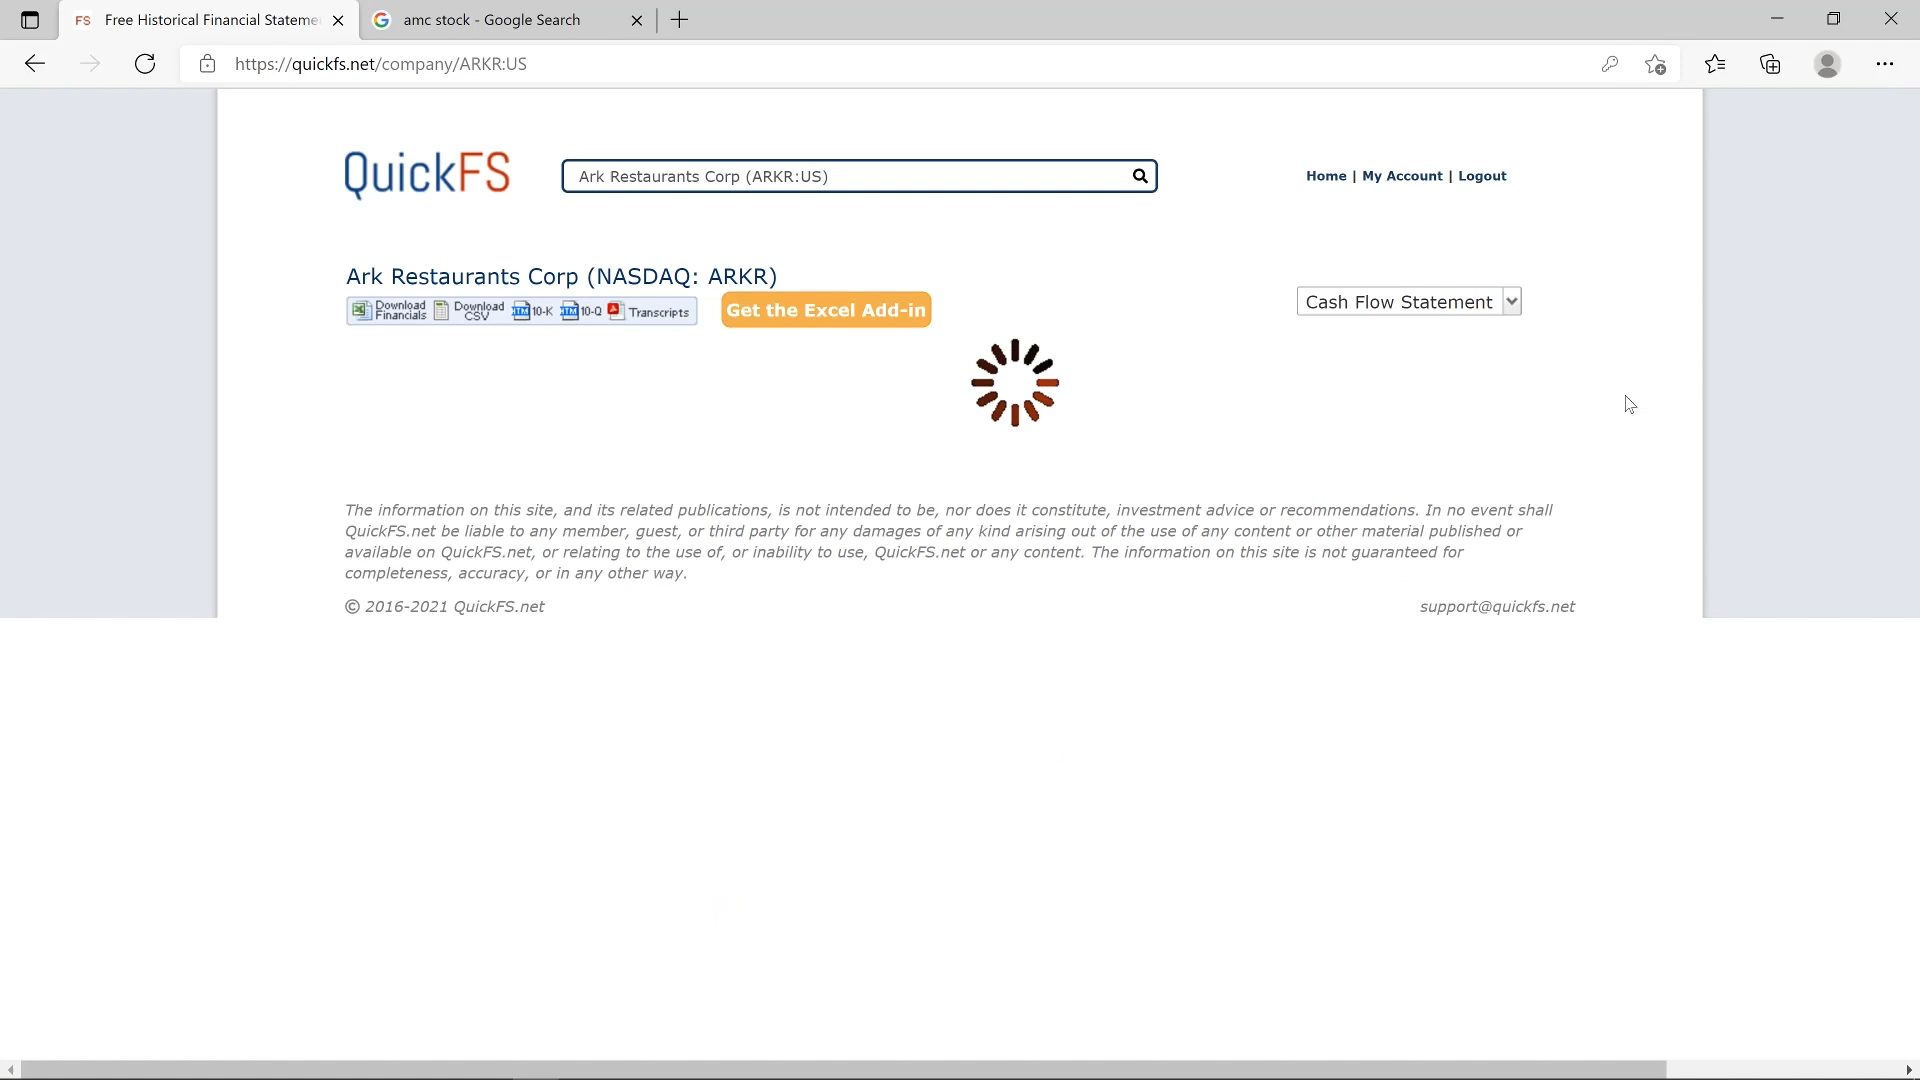 FS Free Historical Financial Stateme
amc stock - Google Search
https://quickfs.net/company/ARKR:US
QuickFS
Ark Restaurants Corp (ARKR:US)
Home | My Account | Logout
Ark Restaurants Corp (NASDAQ: ARKR)
Download Financials
Download CSV
10-K
10-Q
Transcripts
Get the Excel Add-in
Cash Flow Statement
The information on this site, and its related publications, is not intended to be, nor does it constitute, investment advice or recommendations. In no event shall
QuickFS.net be liable to any member, guest, or third party for any damages of any kind arising out of the use of any content or other material published or
available on QuickFS.net, or relating to the use of, or inability to use, QuickFS.net or any content. The information on this site is not guaranteed for
completeness, accuracy, or in any other way.
© 2016-2021 QuickFS.net
support@quickfs.net